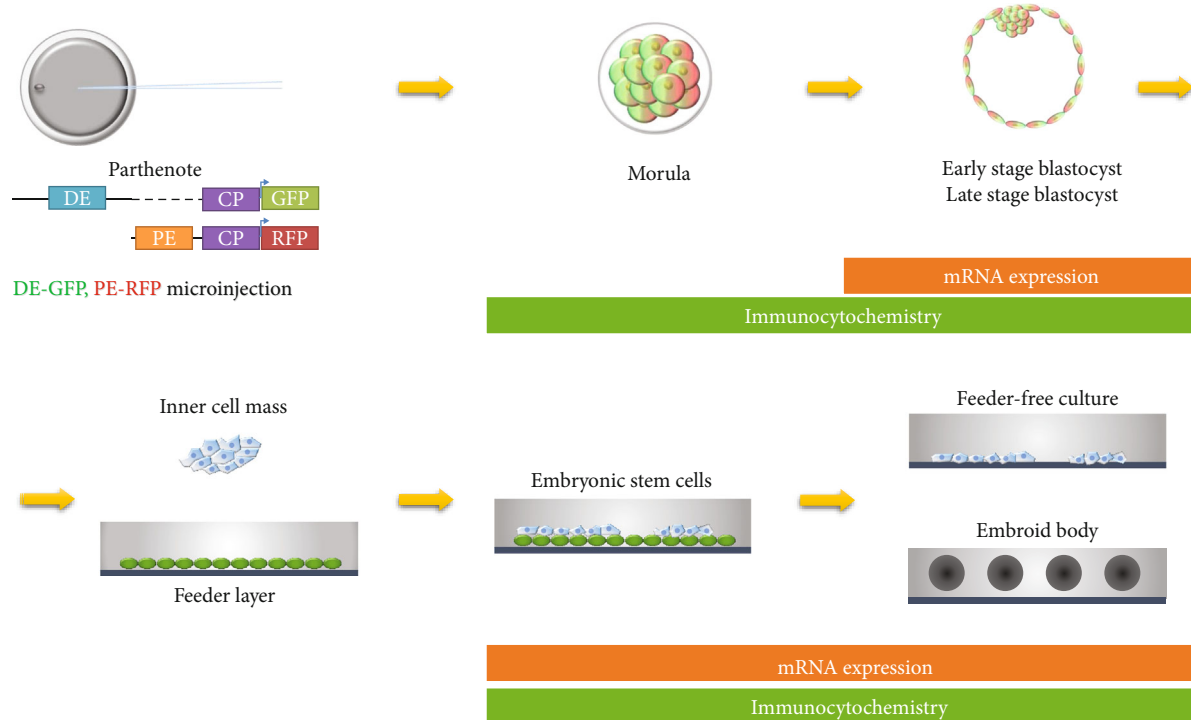 Parthenote
DE CP GFP
PE CP RFP
DE-GFP, PE-RFP microinjection
Morula
Early stage blastocyst
Late stage blastocyst
mRNA expression
Immunocytochemistry
Inner cell mass
Feeder layer
Embryonic stem cells
Feeder-free culture
Embroid body
mRNA expression
Immunocytochemistry